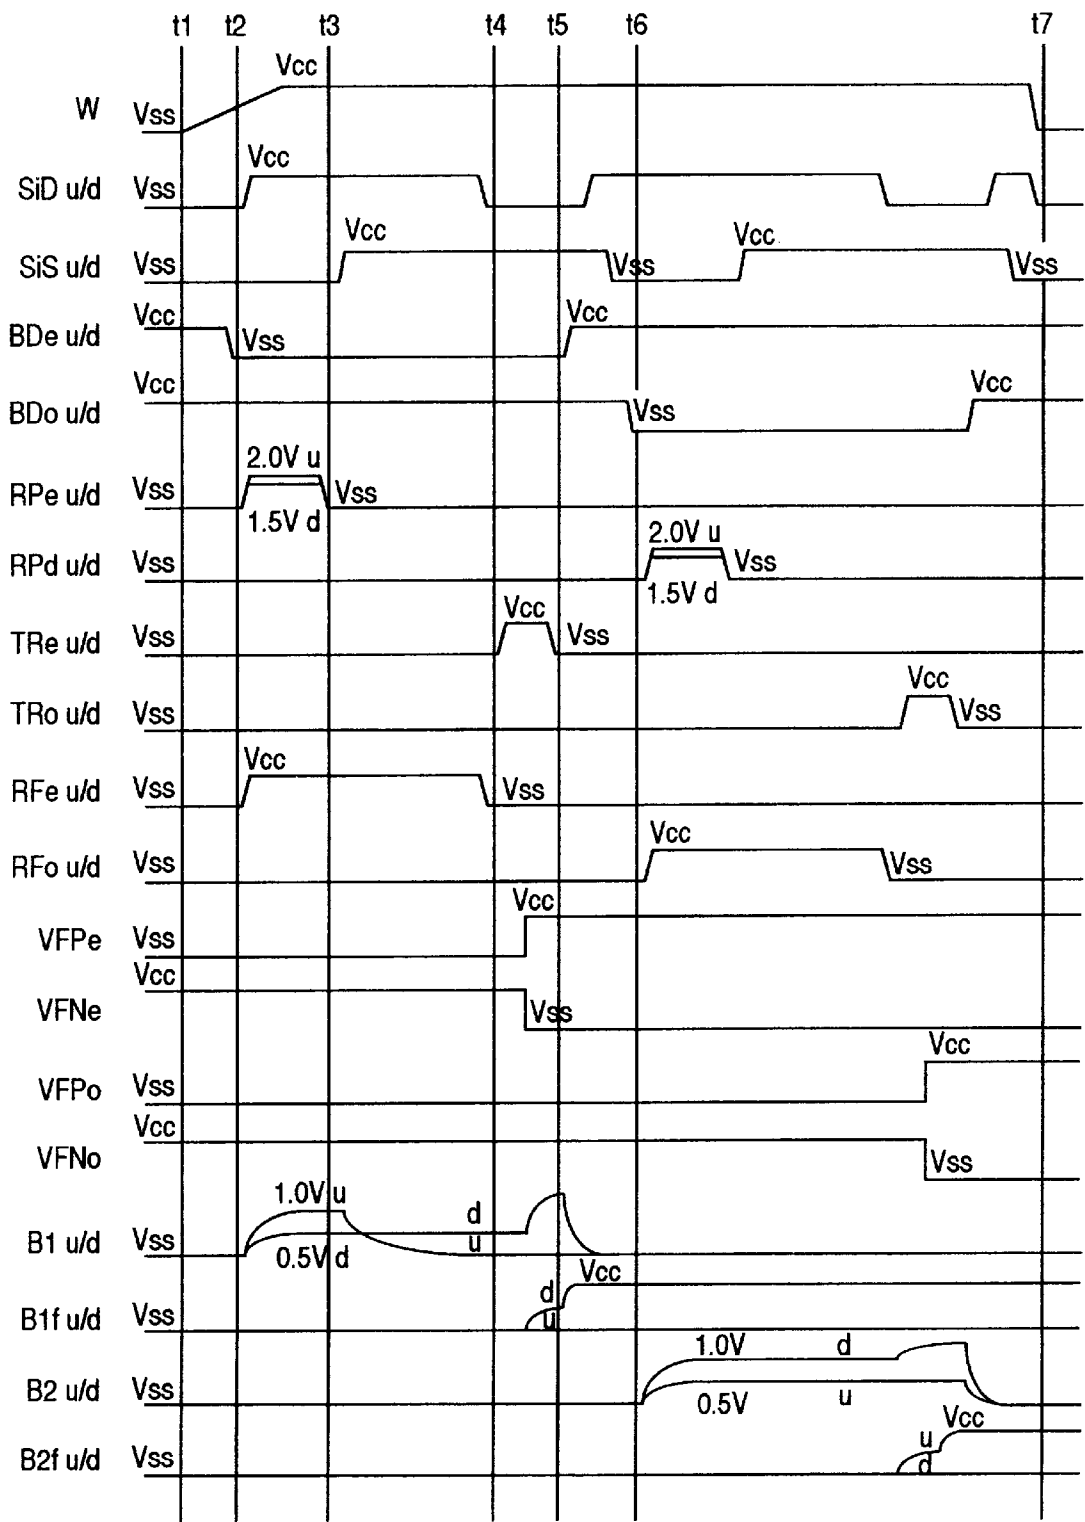 t1 t2 t3 t4 t5 t6 t7
Vcc
W Vss
Vcc
SiD u/d Vss
Vcc Vcc
SiS u/d Vss Vss Vss
Vcc Vcc
BDe u/d Vss
Vcc Vcc
BDo u/d Vss
2.0V u
RPe u/d Vss Vss
1.5V d
2.0V u
RPd u/d Vss Vss
1.5V d
Vcc
TRe u/d Vss Vss
Vcc
TRo u/d Vss Vss
Vcc
RFe u/d Vss Vss
Vcc
RFo u/d Vss Vss
Vcc
VFPe Vss
Vcc
VFNe Vss
Vcc
VFPo Vss
Vcc
VFNo Vss
1.0V u
d
B1 u/d Vss u
0.5V d
Vcc
d
B1f u/d Vss u
1.0V d
B2 u/d Vss 0.5V u
Vcc
u
B2f u/d Vss d